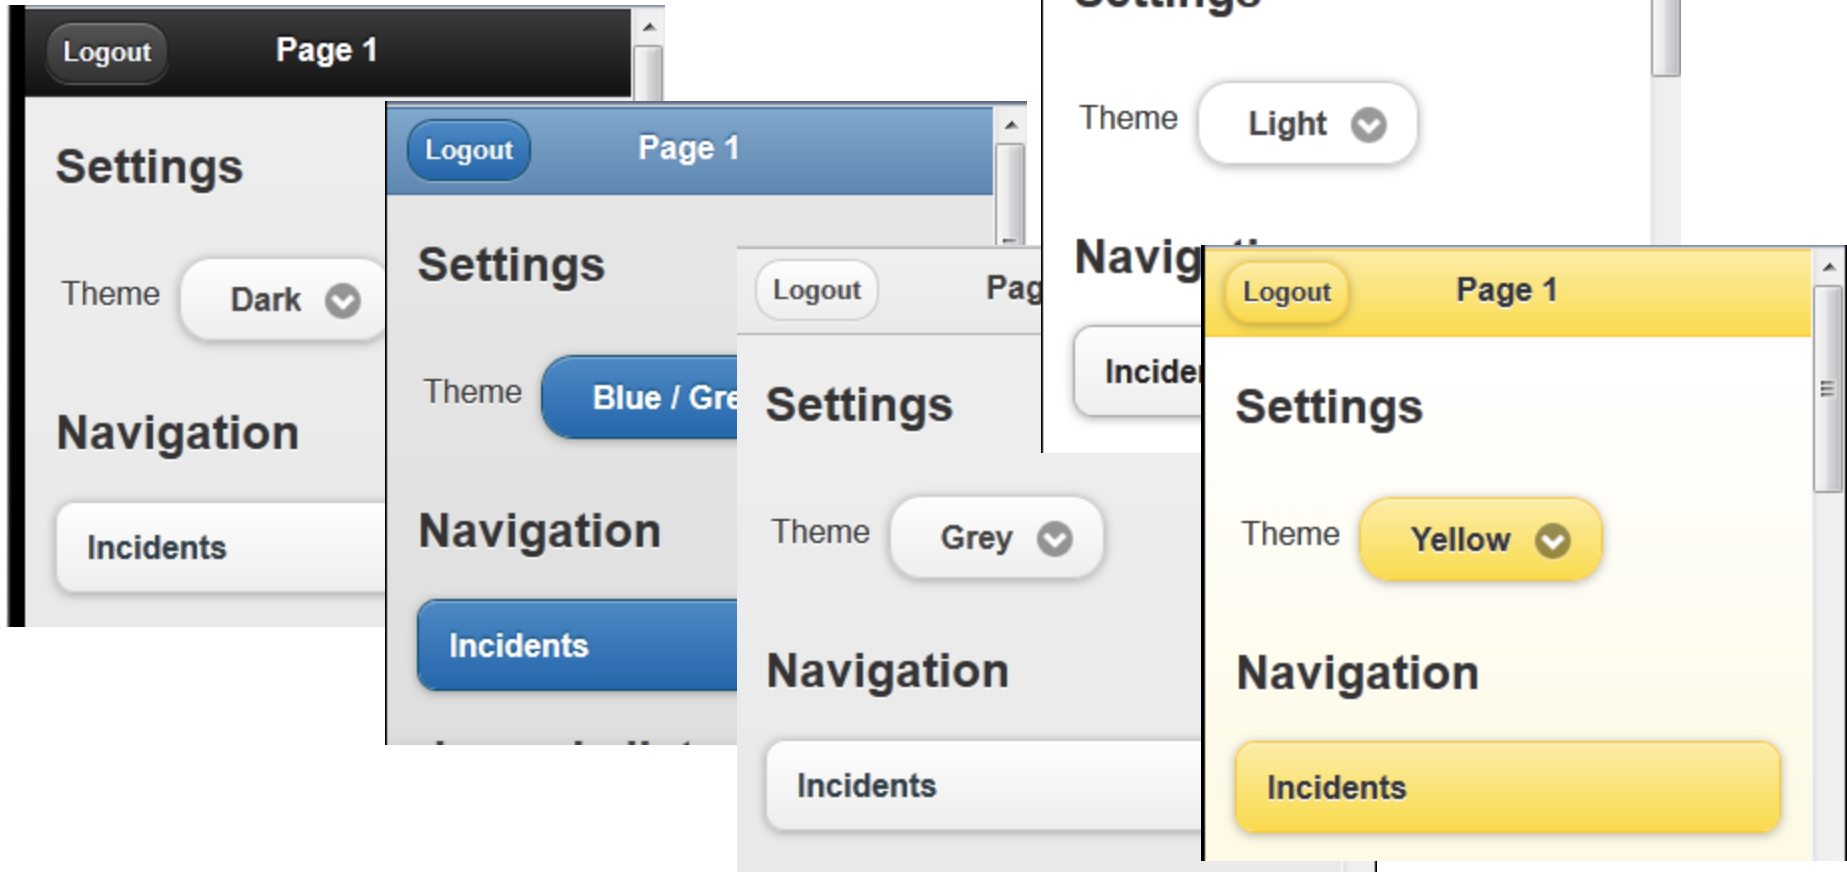 Logout
Page 1
Settings
Theme
Dark
Navigation
Incidents
Logout
Page 1
Settings
Theme
Blue / Gre
Navigation
Incidents
Logout
Pag
Settings
Theme
Grey
Navigation
Incidents
Settings
Theme
Light
Navig
Incide
Logout
Page 1
Settings
Theme
Yellow
Navigation
Incidents